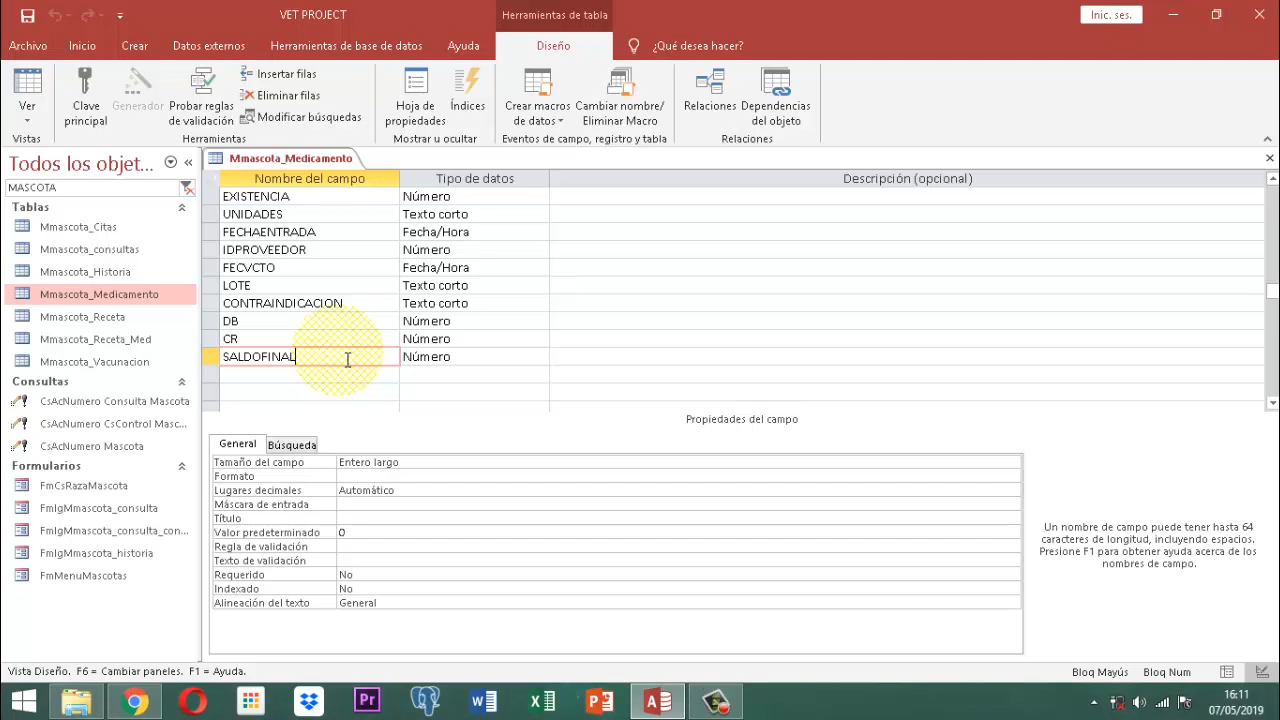 VET PROJECT
Herramientas de tabla
Inic. ses.
Archivo
Inicio
Crear
Datos externos
Herramientas de base de datos
Ayuda
Diseño
¿Qué desea hacer?
Ver
Clave principal
Generador
Probar reglas de validación
Insertar filas
Eliminar filas
Modificar búsquedas
Hoja de propiedades
Índices
Crear macros de datos
Cambiar nombre/ Eliminar Macro
Relaciones
Dependencias del objeto
Vistas
Herramientas
Mostrar u ocultar
Eventos de campo, registro y tabla
Relaciones
Todos los objet...
MASCOTA
Tablas
Mmascota_Citas
Mmascota_consultas
Mmascota_Historia
Mmascota_Medicamento
Mmascota_Receta
Mmascota_Receta_Med
Mmascota_Vacunacion
Consultas
CsAcNumero Consulta Mascota
CsAcNumero CsControl Masc...
CsAcNumero Mascota
Formularios
FmCsRazaMascota
FmIgMmascota_consulta
FmIgMmascota_consulta_con...
FmIgMmascota_historia
FmMenuMascotas
Mmascota_Medicamento
Nombre del campo Tipo de datos Descripción (opcional)
EXISTENCIA Número
UNIDADES Texto corto
FECHAENTRADA Fecha/Hora
IDPROVEEDOR Número
FECVCTO Fecha/Hora
LOTE Texto corto
CONTRAINDICACION Texto corto
DB Número
CR Número
SALDOFINAL Número
Propiedades del campo
General Búsqueda
Tamaño del campo Entero largo
Formato
Lugares decimales Automático
Máscara de entrada
Título
Valor predeterminado 0
Regla de validación
Texto de validación
Requerido No
Indexado No
Alineación del texto General
Un nombre de campo puede tener hasta 64
caracteres de longitud, incluyendo espacios.
Presione F1 para obtener ayuda acerca de los
nombres de campo.
Vista Diseño. F6 = Cambiar paneles. F1 = Ayuda.
Bloq Mayús Bloq Num
Pr
16:11
07/05/2019